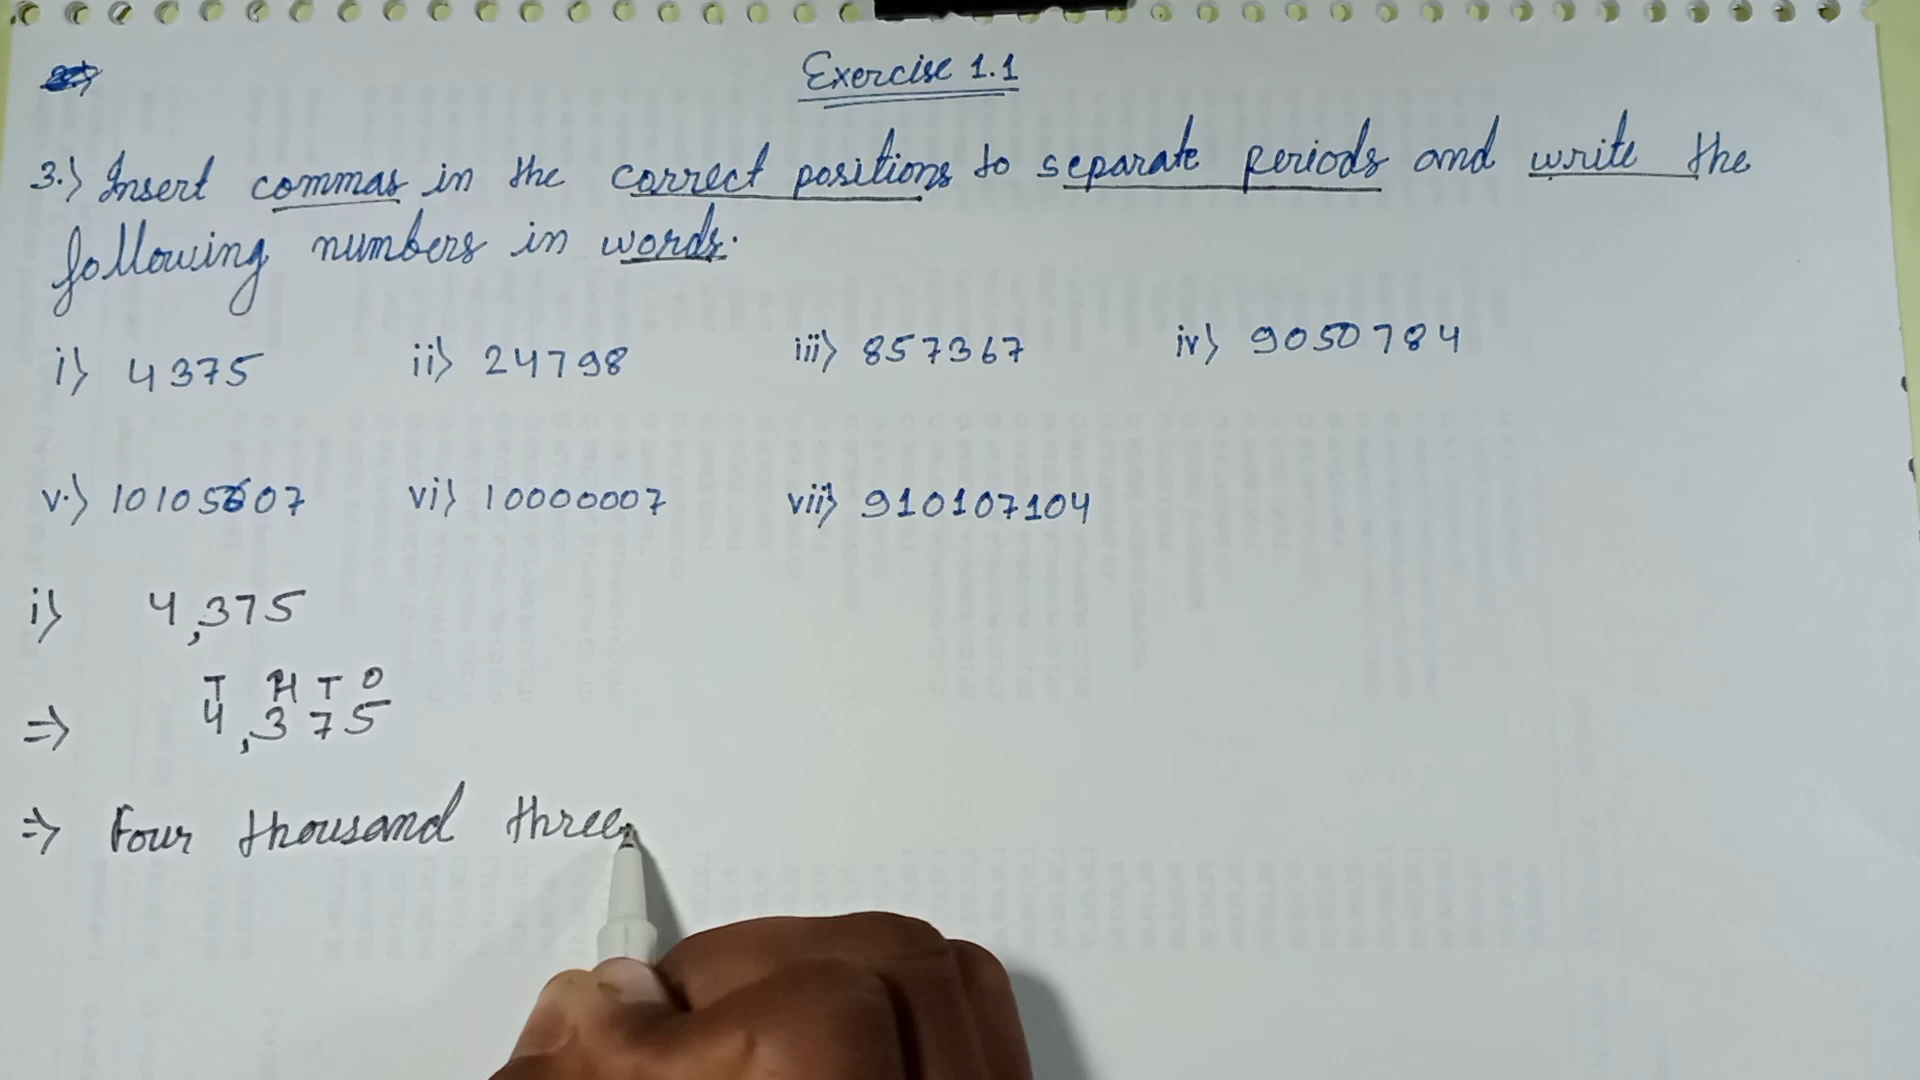 Exercise 1.1
3.) Insert commas in the correct positions to separate periods and write the
following numbers in words.
i) 4375 ii) 24798 iii) 857367 iv) 9050784
v.) 10105607 vi) 10000007 vii) 910107104
i) 4,375
T H T O
⇒ 4,375
⇒ Four thousand three